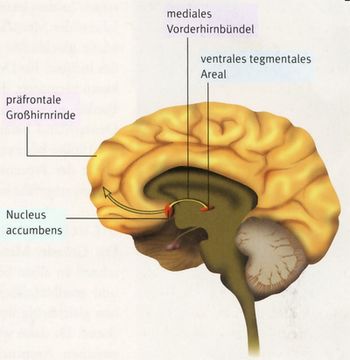 mediales
Vorderhirnbündel
ventrales tegmentales
Areal
präfrontale
Großhirnrinde
Nucleus
accumbens